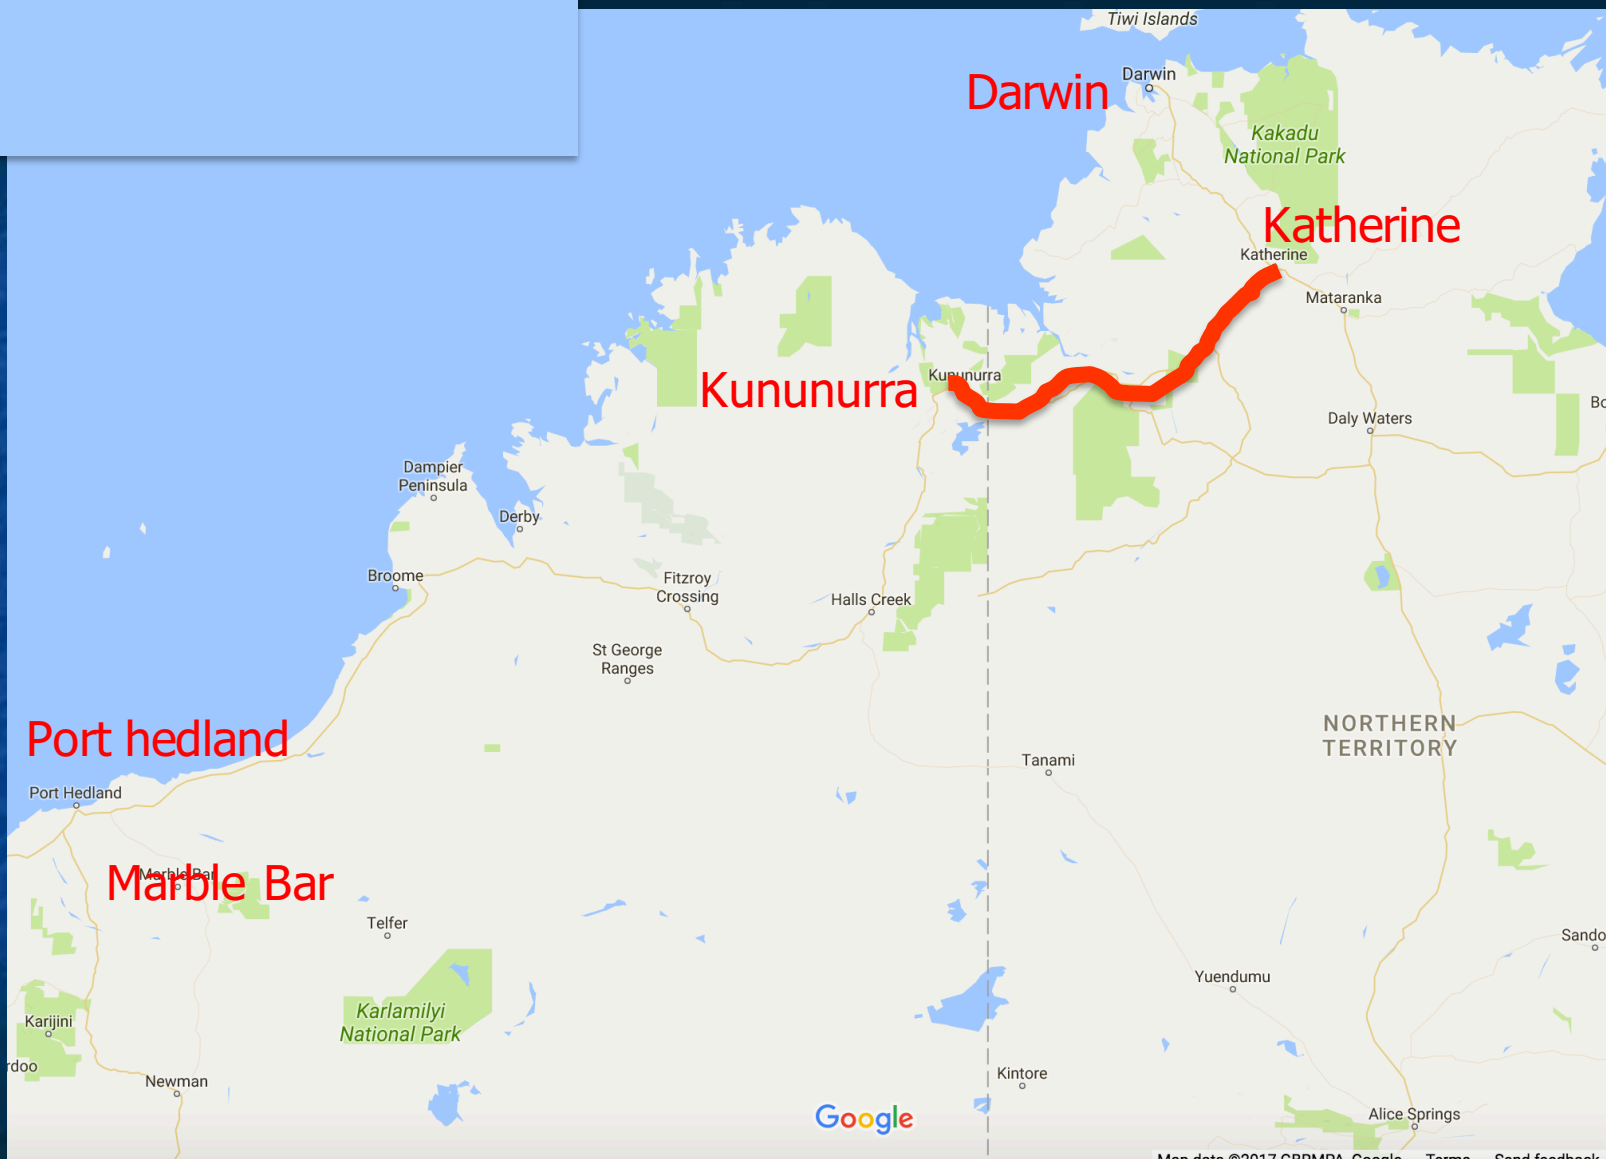 Tiwi Islands
Darwin
Darwin
Kakadu
National Park
Katherine
Katherine
Mataranka
Kununurra
Kununurra
Bo
Daly Waters
Dampier
Peninsula
Derby
Broome
Fitzroy
Crossing
Halls Creek
St George
Ranges
Port hedland
NORTHERN
TERRITORY
Tanami
Port Hedland
Marble Bar
Marble Bar
Telfer
Sando
Yuendumu
Karlamilyi
National Park
Karijini
rdoo
Newman
Kintore
Google
Alice Springs
Map data ©2017 GBRMPA, Google Terms Send feedback